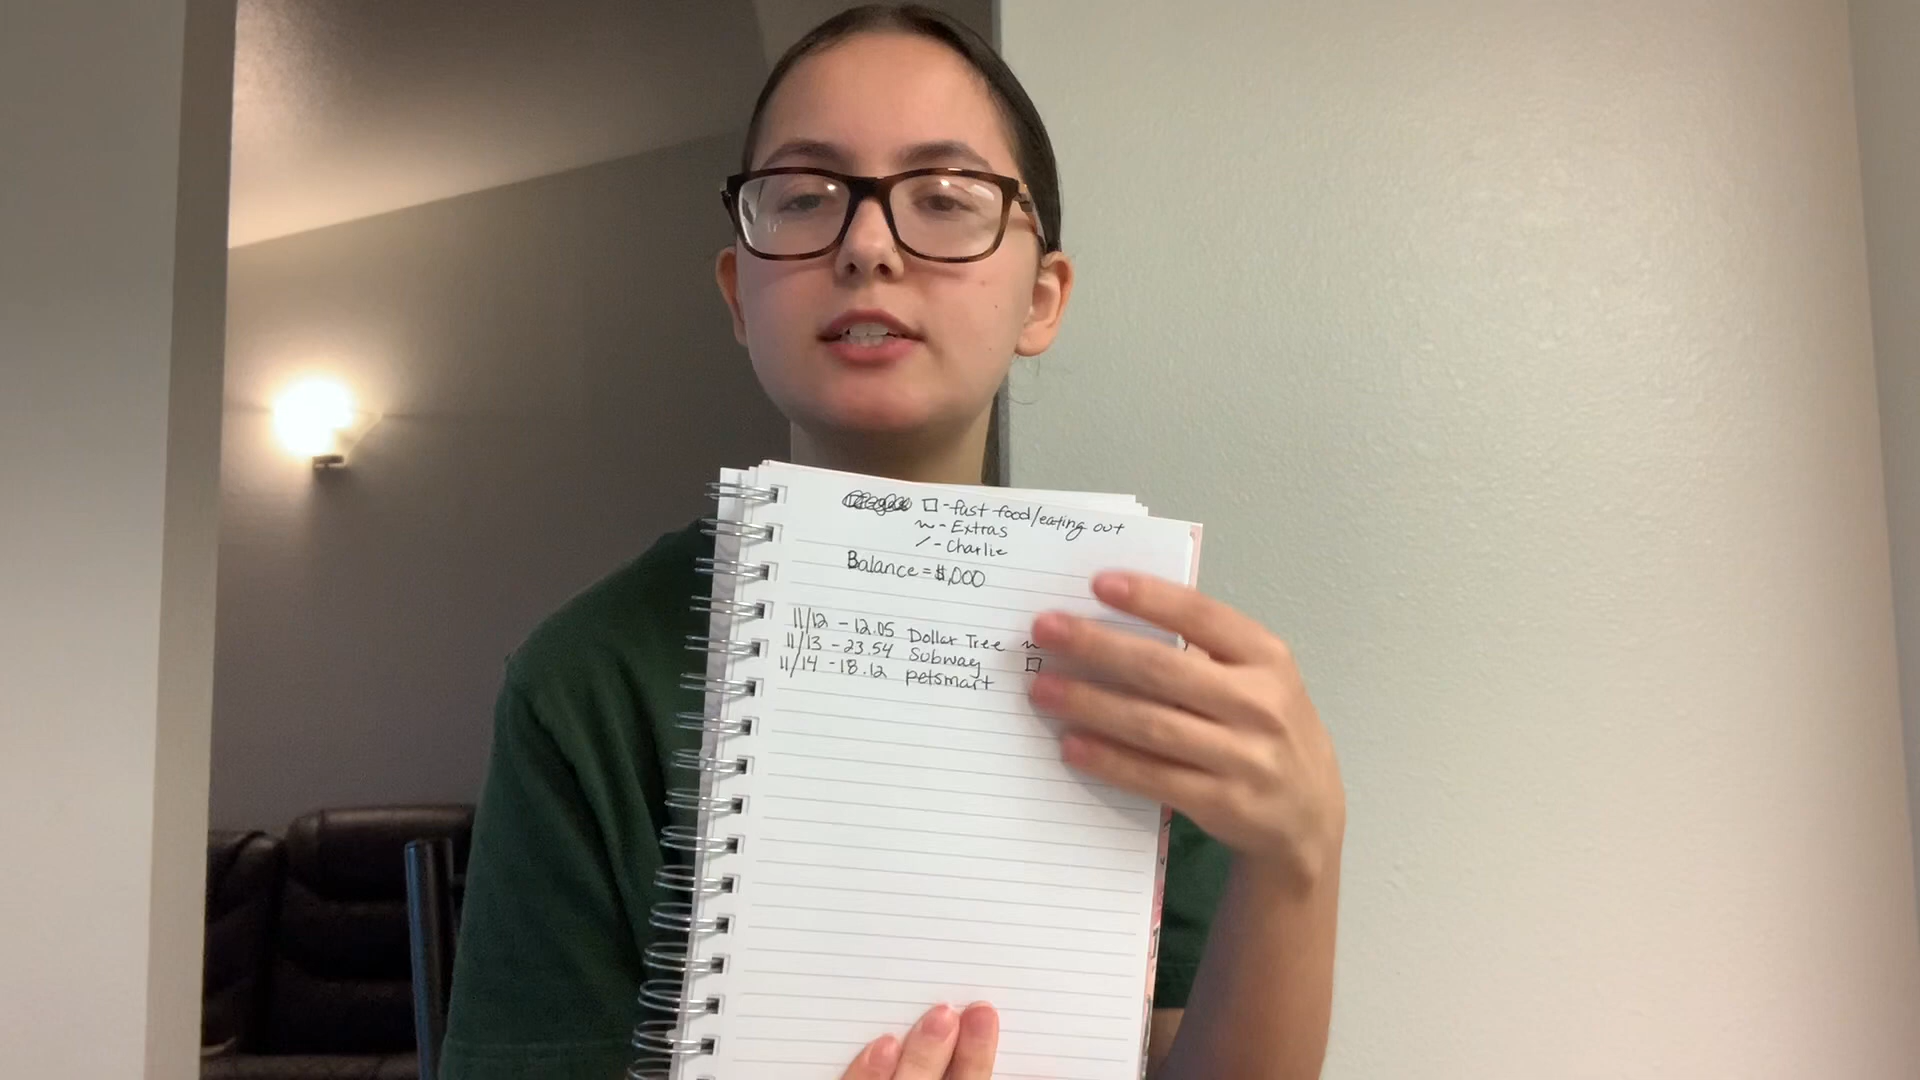 □ - fast food/eating out
~ - Extras
/ - Charlie
Balance = $1,000
11/12 - 12.05 Dollar Tree ~
11/13 - 23.54 Subway □
11/14 - 18.12 petsmart